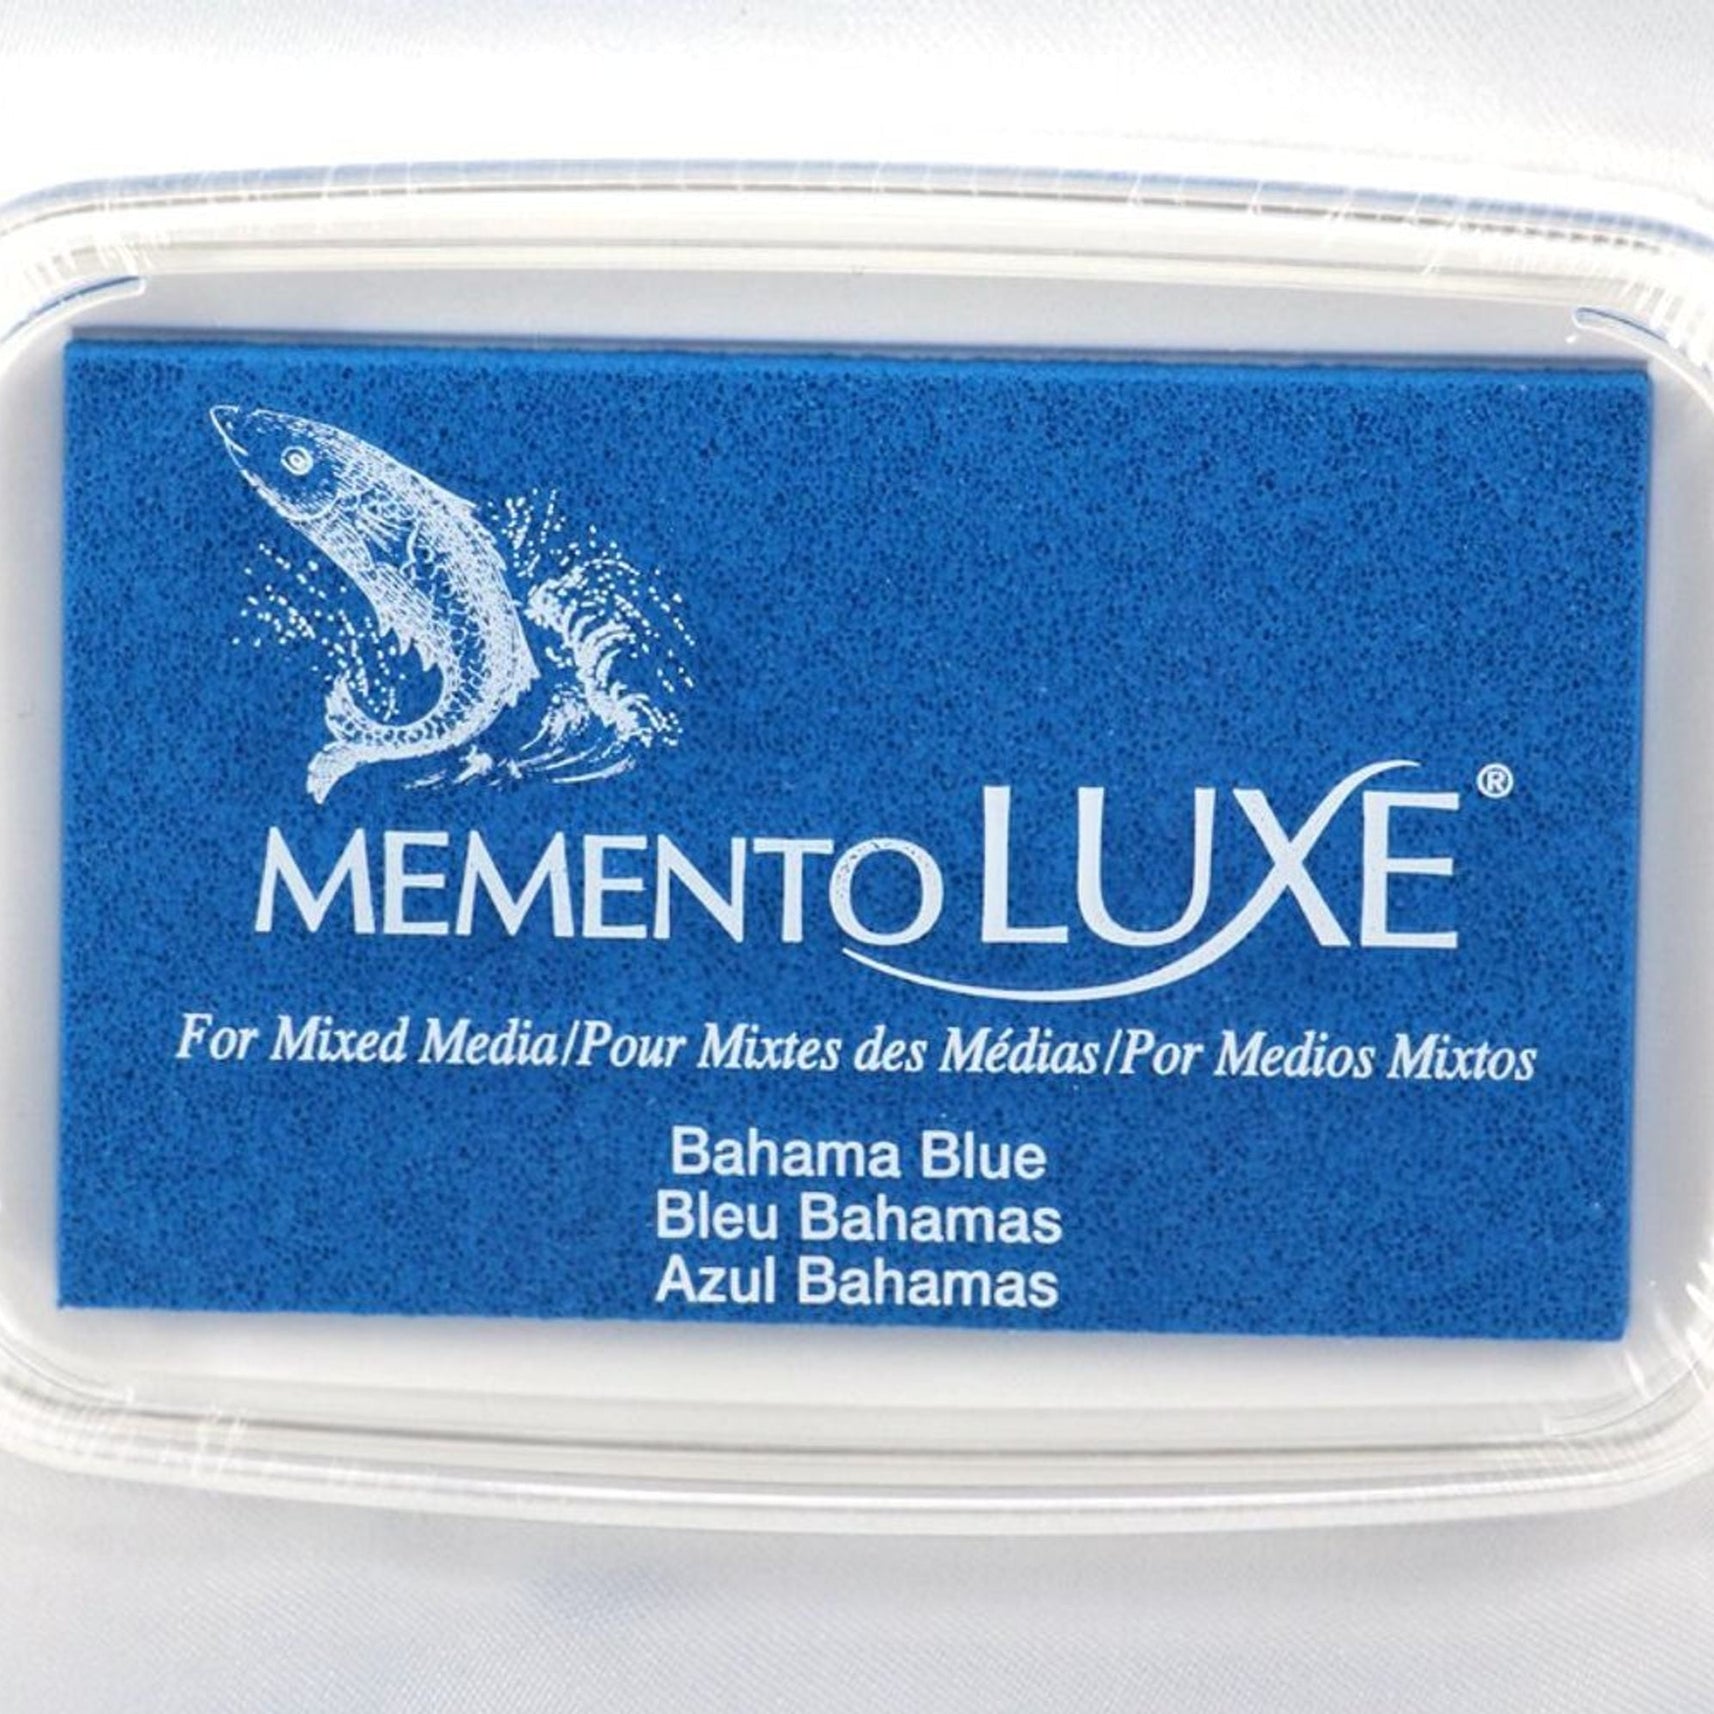 MEMENTO LUXE®
For Mixed Media/Pour Mixtes des Médias/Por Medios Mixtos
Bahama Blue
Bleu Bahamas
Azul Bahamas